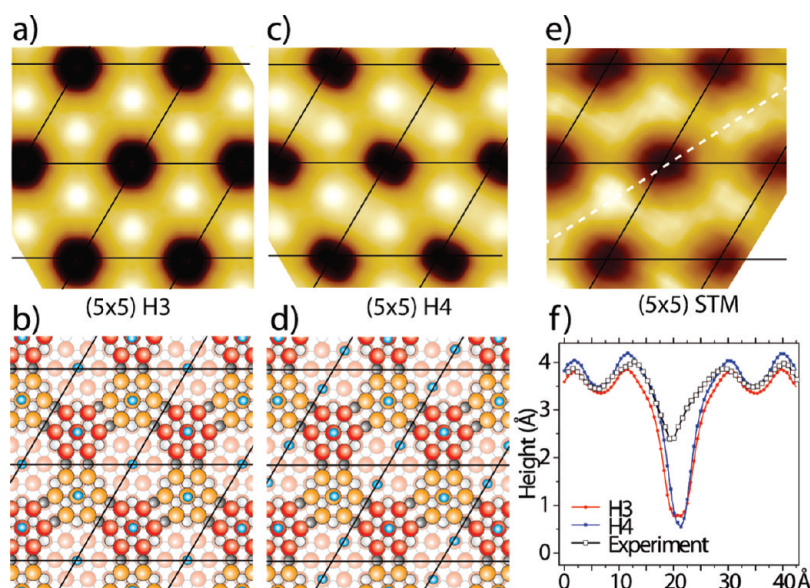 a)
c)
e)
(5x5) H3
(5x5) H4
(5x5) STM
b)
d)
f)
Height (Å)
4
3
2
1
0
H3
H4
Experiment
0
10
20
30
40 Å